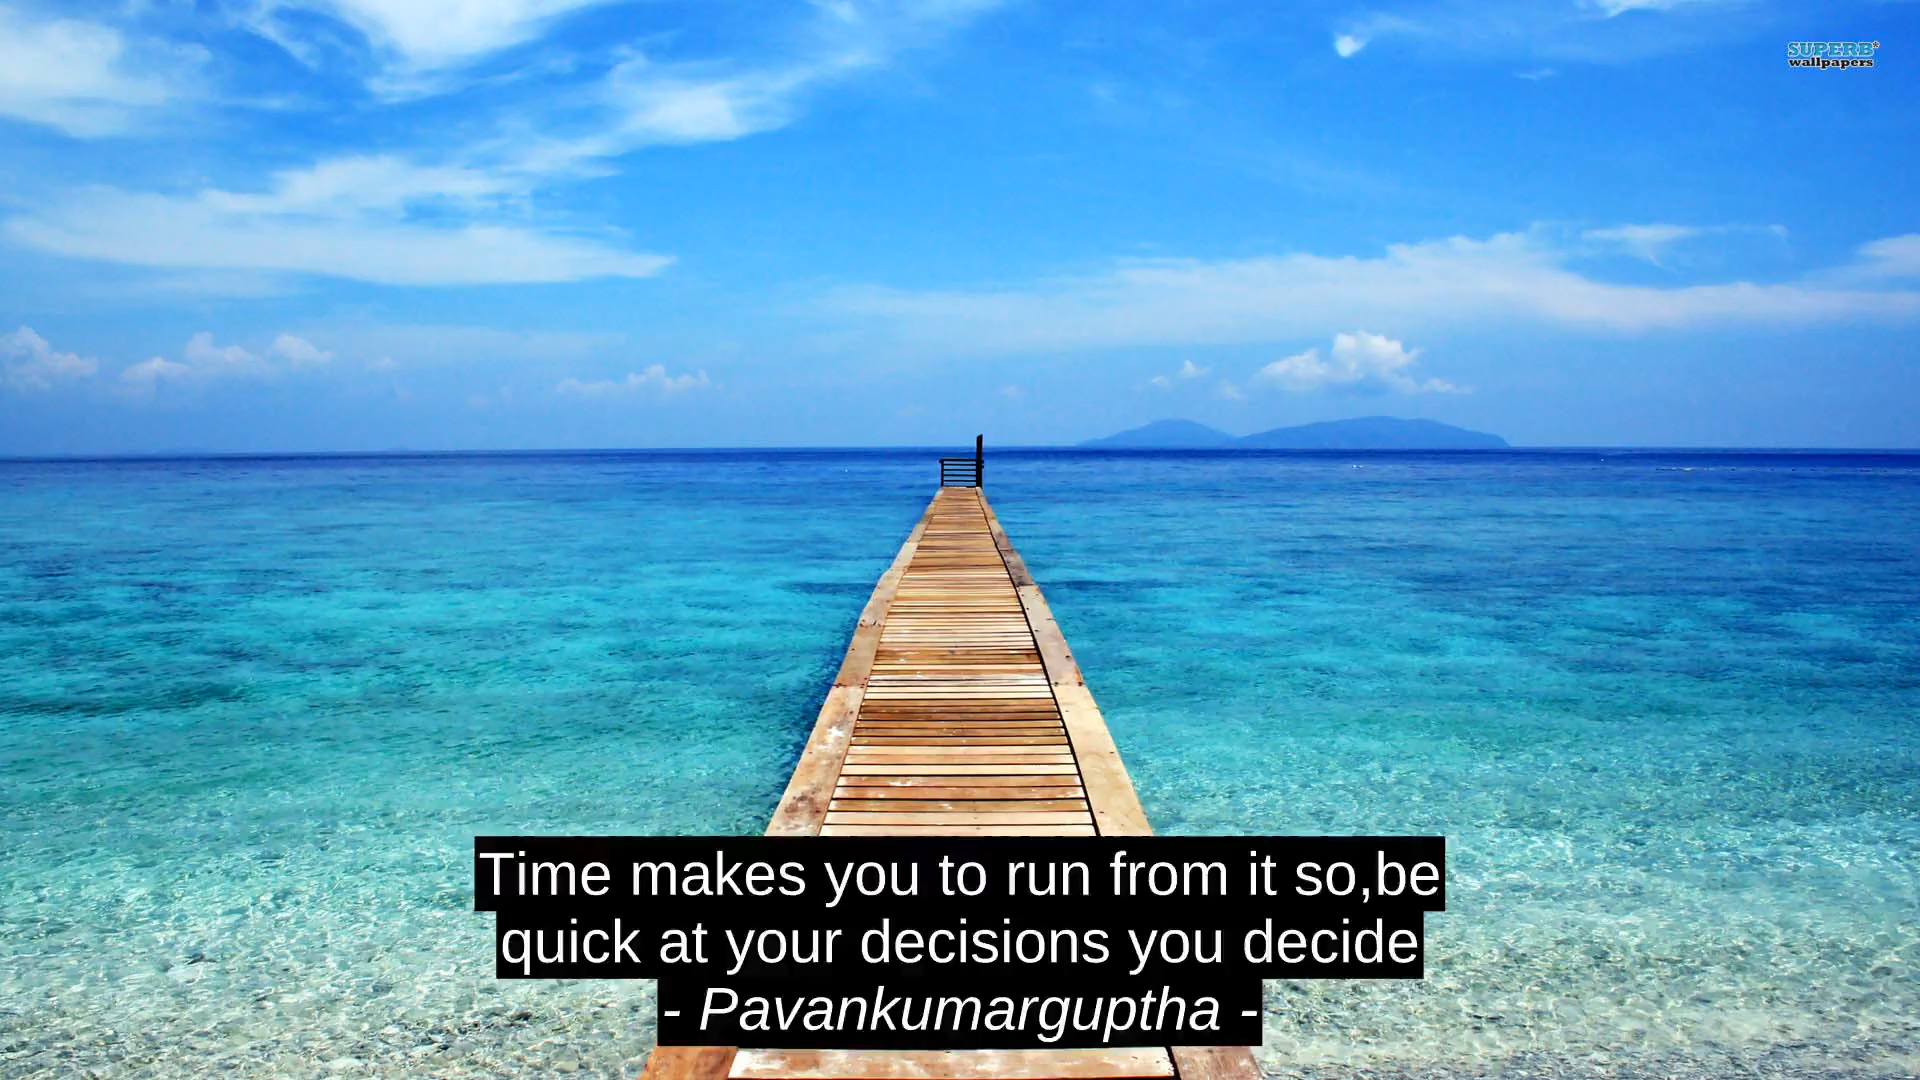 SUPERB
wallpapers
Time makes you to run from it so,be
quick at your decisions you decide
- Pavankumarguptha -